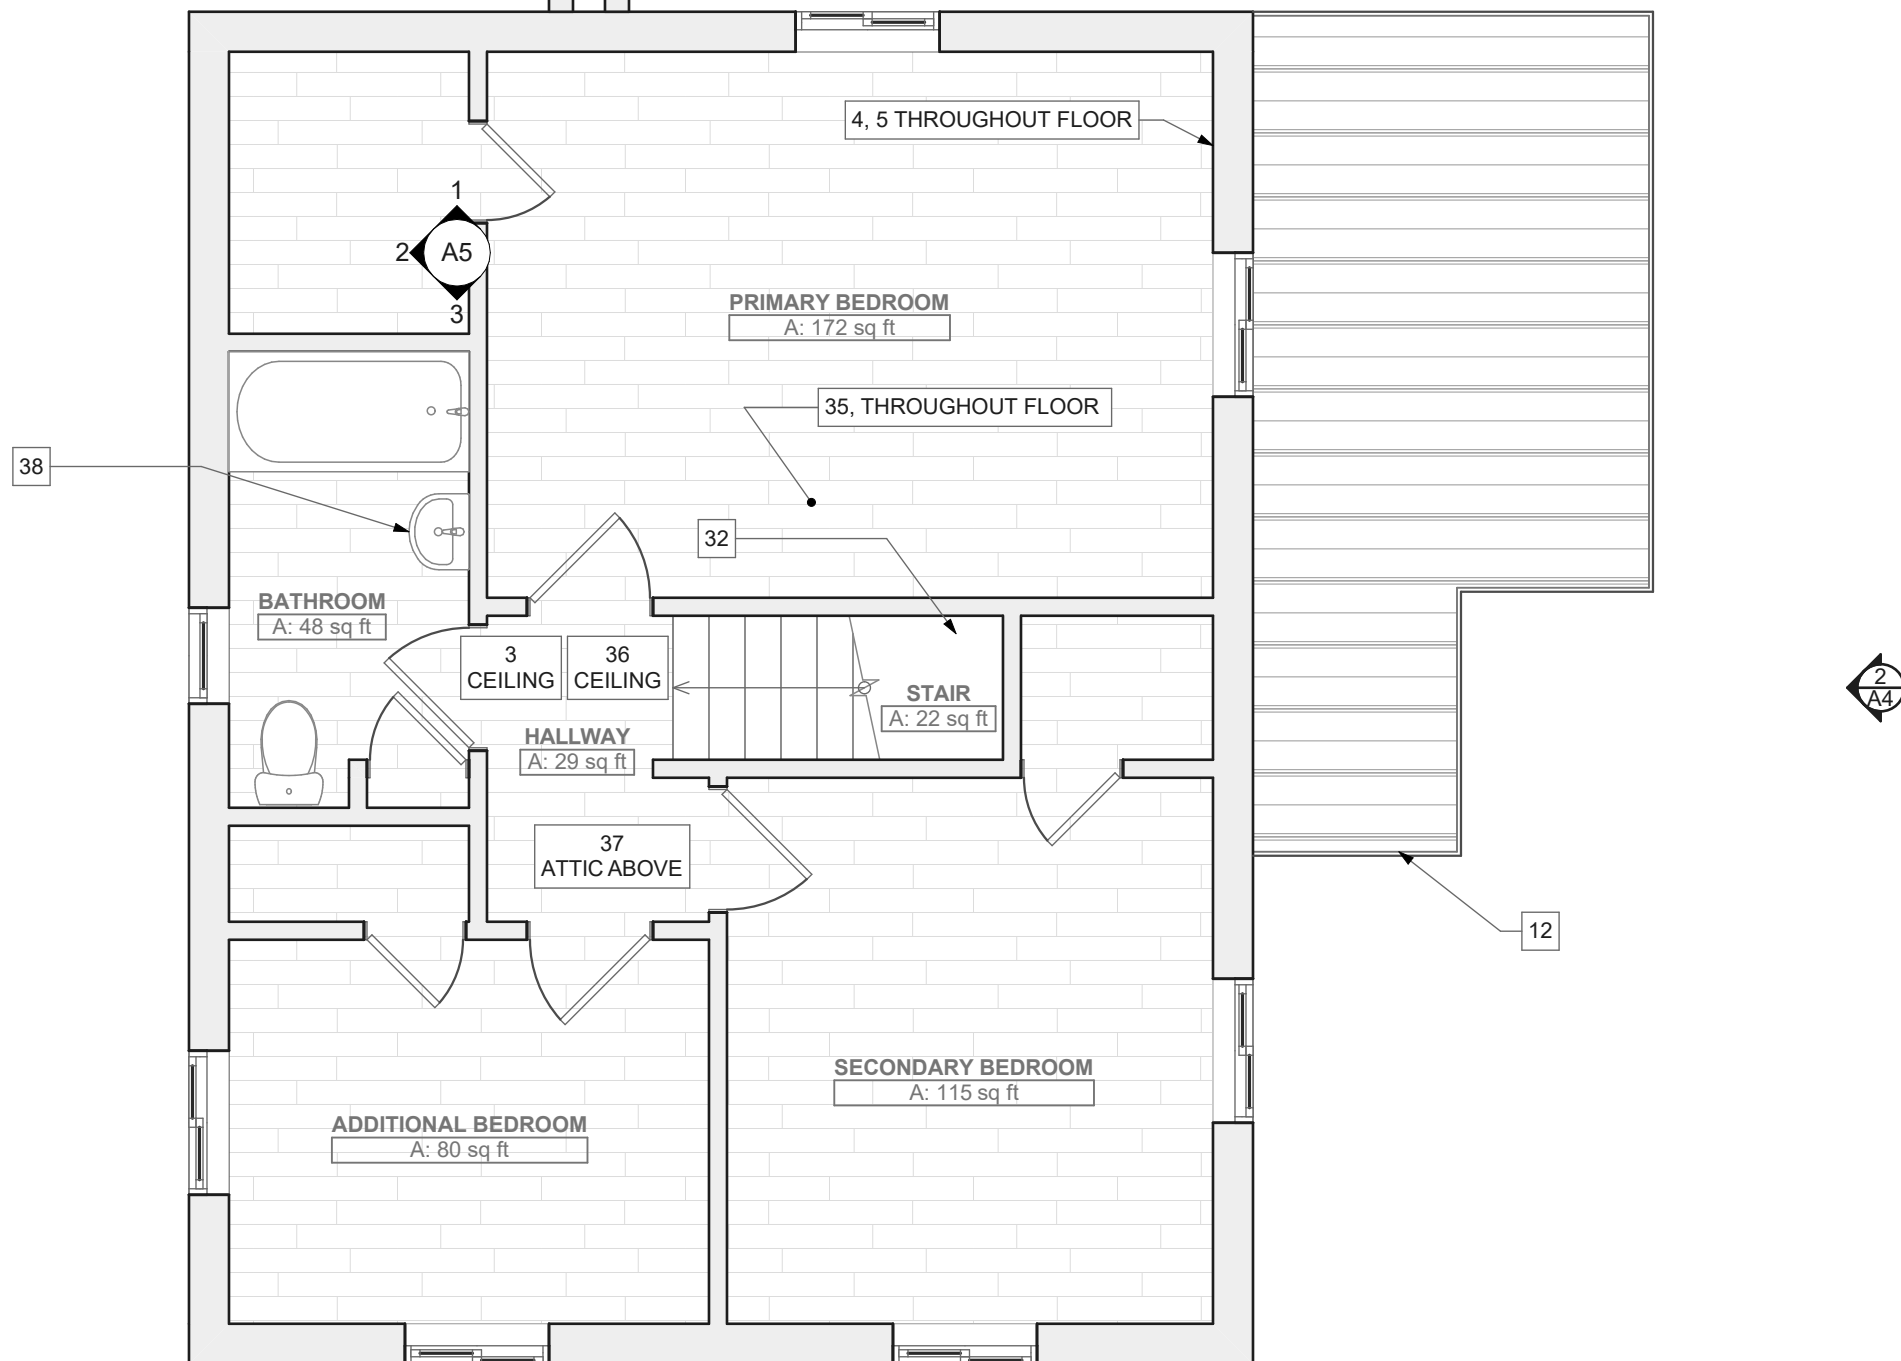 4, 5 THROUGHOUT FLOOR
1
2
A5
3
PRIMARY BEDROOM
A: 172 sq ft
35, THROUGHOUT FLOOR
38
32
BATHROOM
A: 48 sq ft
3
CEILING
36
CEILING
STAIR
A: 22 sq ft
2
A4
HALLWAY
A: 29 sq ft
37
ATTIC ABOVE
12
SECONDARY BEDROOM
A: 115 sq ft
ADDITIONAL BEDROOM
A: 80 sq ft